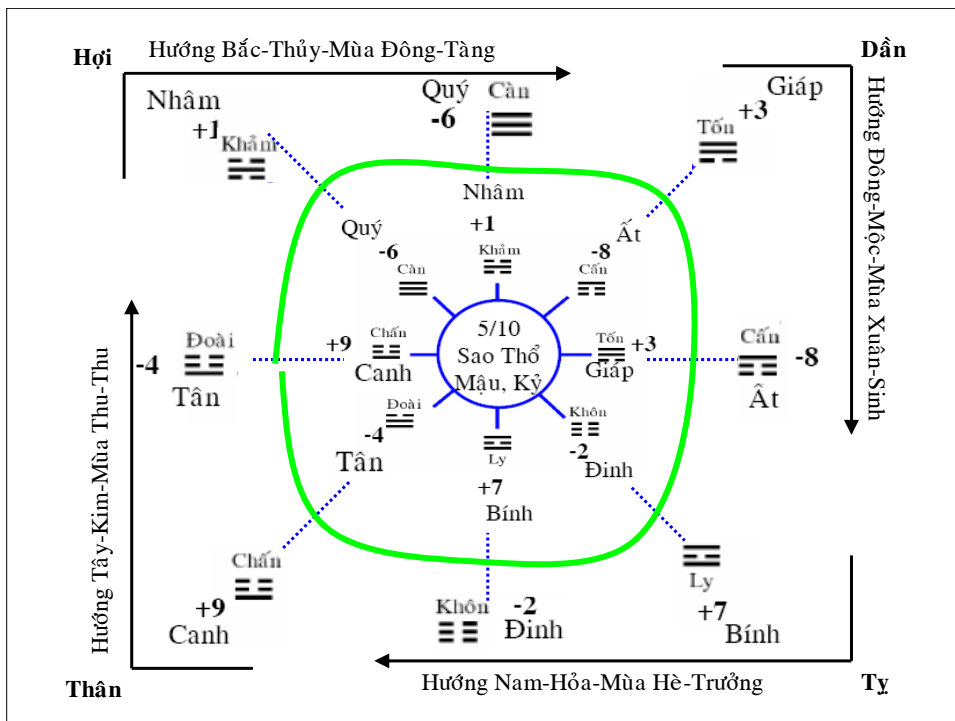 Hợi
Hướng Bắc-Thủy-Mùa Đông-Tàng
Dần
Nhâm
+1
Khảm
Quý
-6
Càn
Giáp
+3
Tốn
Hướng Đông-Mộc-Mùa Xuân-Sinh
Nhâm
+1
Khảm
Quý
-6
Càn
Ất
-8
Cấn
5/10
Sao Thổ
Mậu, Kỷ
Đoài
-4
Tân
+9
Chấn
Canh
Tốn
+3
Giáp
Cấn
-8
Ất
Đoài
-4
Tân
Ly
+7
Bính
Khôn
-2
Đinh
Hướng Tây-Kim-Mùa Thu-Thu
Chấn
+9
Canh
Khôn
-2
Đinh
Ly
+7
Bính
Thân
Hướng Nam-Hỏa-Mùa Hè-Trưởng
Tỵ